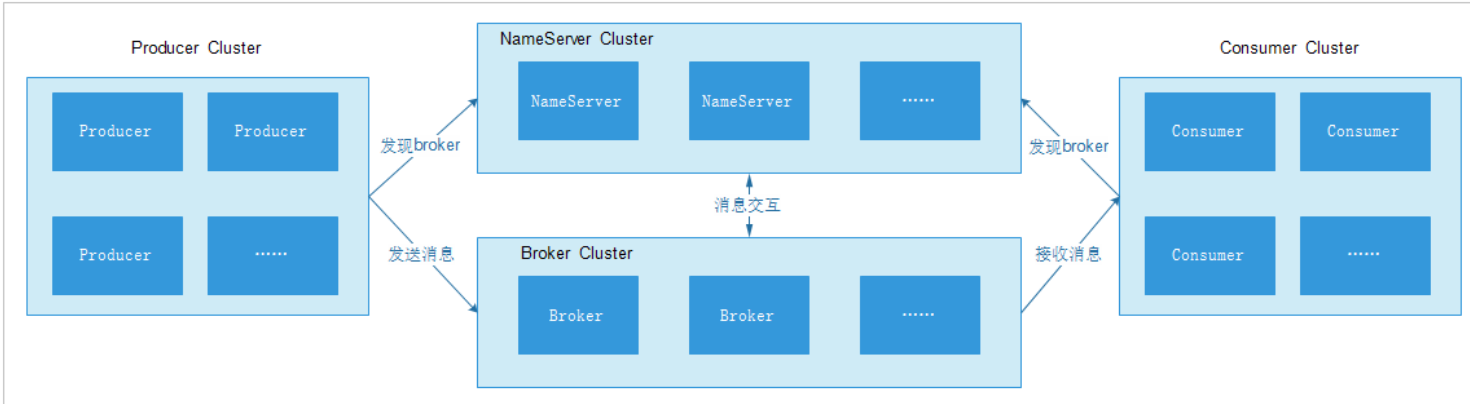 Producer Cluster
Producer
Producer
Producer
……
发现broker
发送消息
NameServer Cluster
NameServer
NameServer
……
消息交互
Broker Cluster
Broker
Broker
……
发现broker
接收消息
Consumer Cluster
Consumer
Consumer
Consumer
……